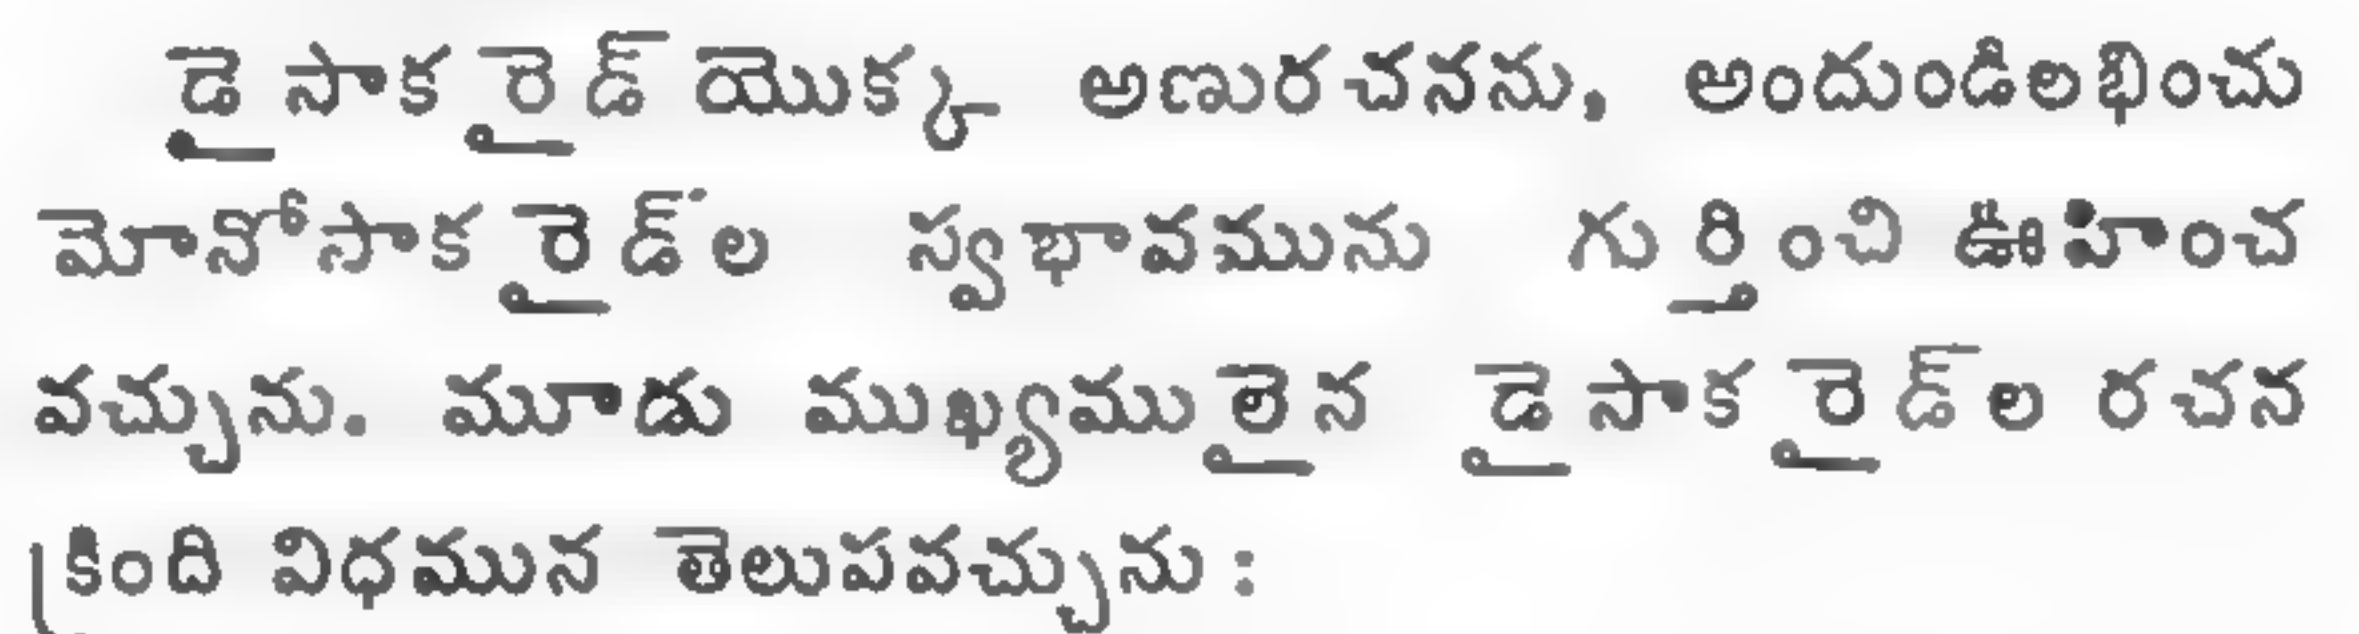 డైసాకరైడ్ యొక్క అణురచనను, అందుండిలభించు
మోనోసాకరైడ్‌ల స్వభావమును గుర్తించి ఊహించ
వచ్చును. మూడు ముఖ్యములైన డైసాకరైడ్‌ల రచన
క్రింది విధమున తెలుపవచ్చును :